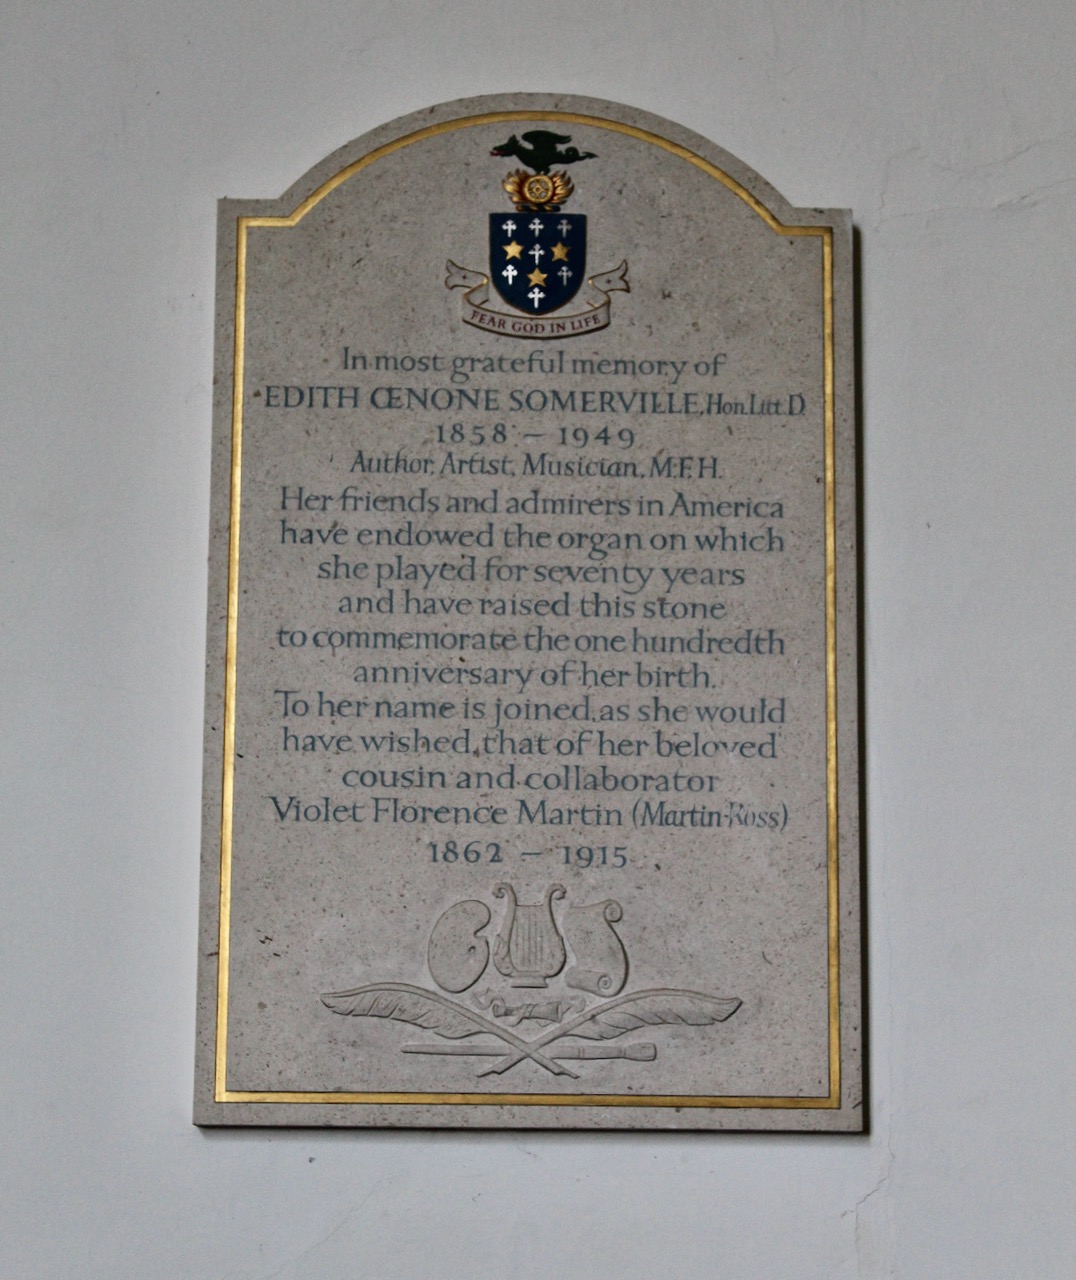 FEAR GOD IN LIFE
In most grateful memory of
EDITH ŒNONE SOMERVILLE, Hon. Litt. D.
1858 – 1949
Author, Artist, Musician, M.F.H.
Her friends and admirers in America
have endowed the organ on which
she played for seventy years
and have raised this stone
to commemorate the one hundredth
anniversary of her birth.
To her name is joined, as she would
have wished, that of her beloved
cousin and collaborator
Violet Florence Martin (Martin-Ross)
1862 – 1915